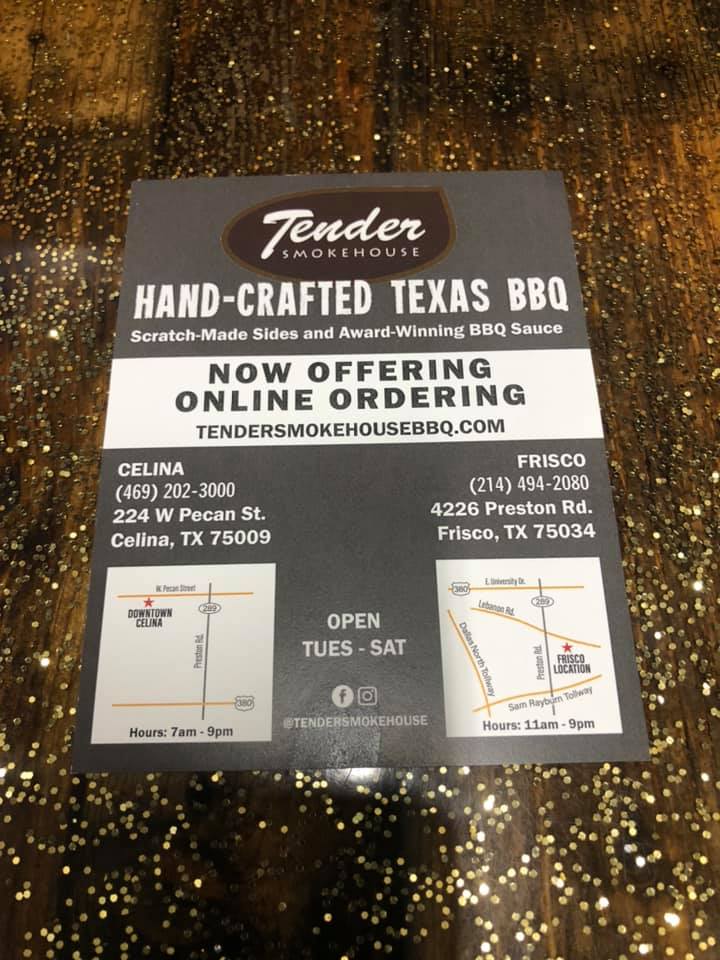 Tender
SMOKEHOUSE
HAND-CRAFTED TEXAS BBQ
Scratch-Made Sides and Award-Winning BBQ Sauce
NOW OFFERING
ONLINE ORDERING
TENDERSMOKEHOUSEBBQ.COM
CELINA
(469) 202-3000
224 W Pecan St.
Celina, TX 75009
FRISCO
(214) 494-2080
4226 Preston Rd.
Frisco, TX 75034
W. Pecan Street
DOWNTOWN
CELINA
289
Preston Rd.
380
Hours: 7am - 9pm
OPEN
TUES - SAT
@TENDERSMOKEHOUSE
E. University Dr.
380
289
Lebanon Rd.
Dallas North Tollway
Preston Rd.
FRISCO
LOCATION
Sam Rayburn Tollway
Hours: 11am - 9pm